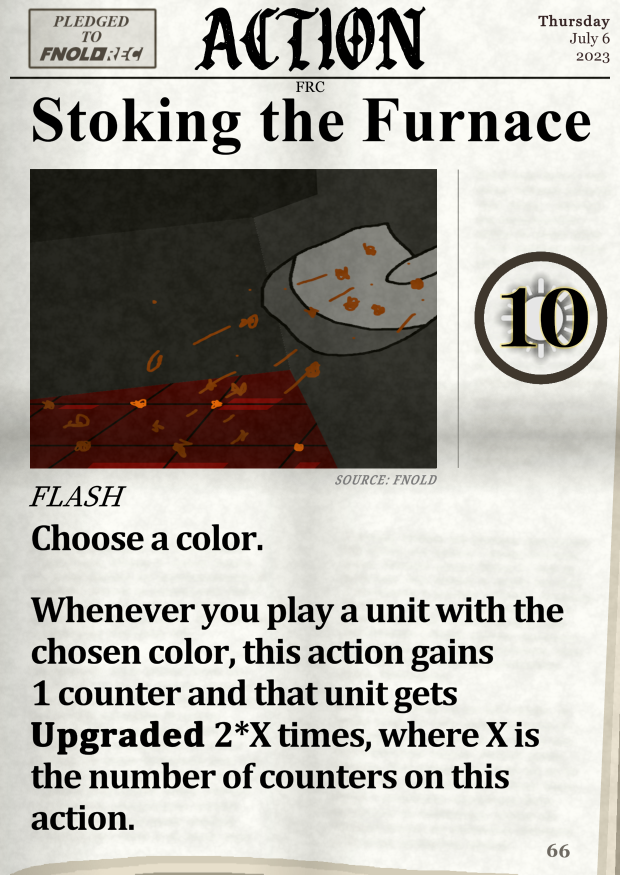 PLEDGED
TO
FNOLDREC
ACTION
Thursday
July 6
2023
FRC
Stoking the Furnace
10
SOURCE: FNOLD
FLASH
Choose a color.
Whenever you play a unit with the
chosen color, this action gains
1 counter and that unit gets
Upgraded 2*X times, where X is
the number of counters on this
action.
66